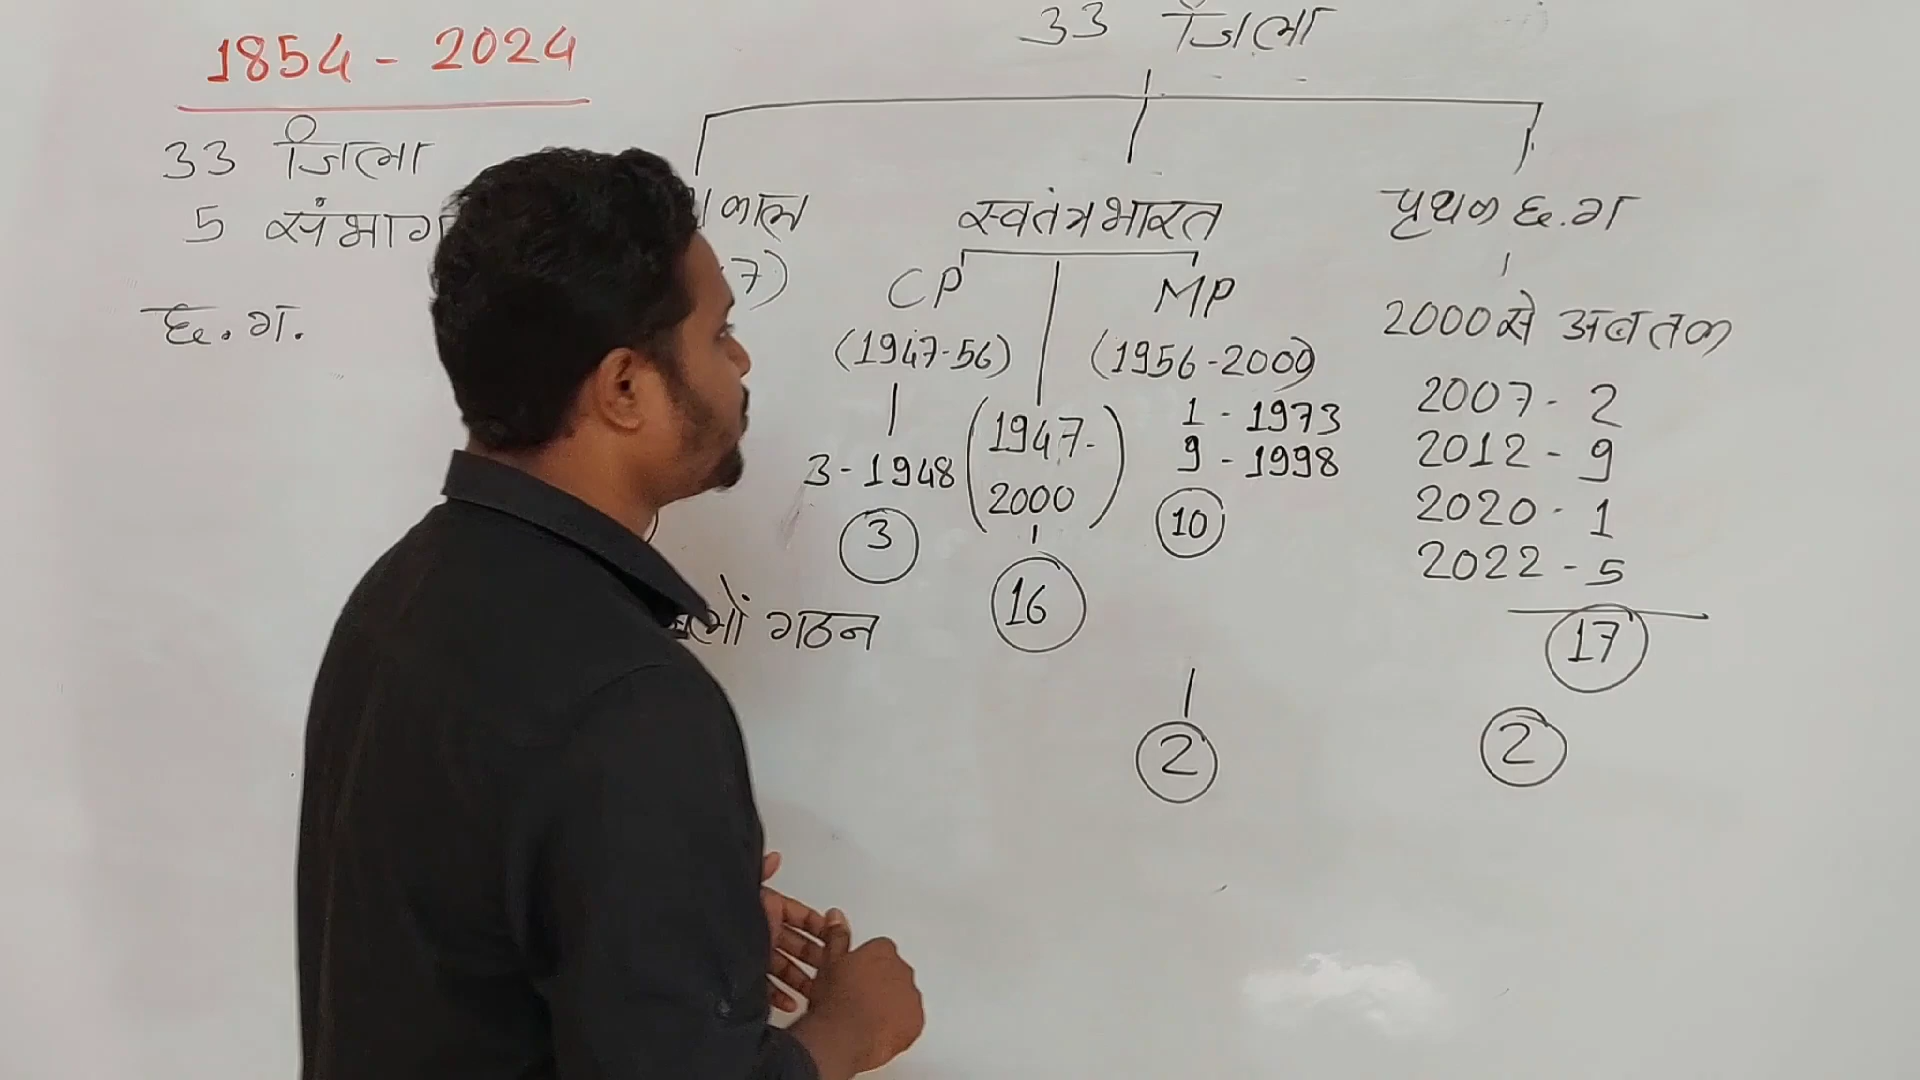 1854 - 2024
33 जिला
5 संभाग
छ.ग.
33 जिला
काल
7)
लों गठन
स्वतंत्र भारत
CP
(1947-56)
3 - 1948
3
(1947-
2000)
16
MP
(1956-2000)
1 - 1973
9 - 1998
10
2
पृथक छ.ग
2000 से अब तक
2007 - 2
2012 - 9
2020 - 1
2022 - 5
17
2